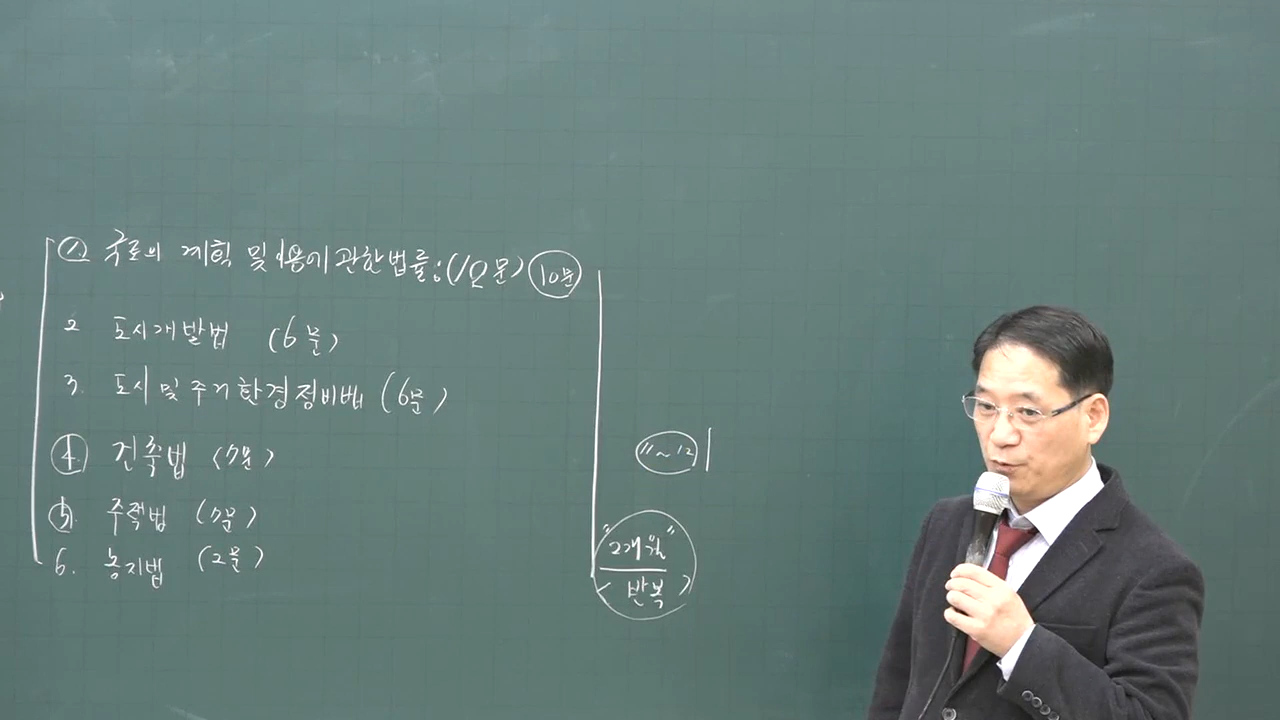 1. 국토의 계획 및 이용에 관한 법률: (12문) 10문
2 도시개발법 (6문)
3. 도시 및 주거환경정비법 (6문)
4. 건축법 (7문)
5. 주택법 (7문)
6. 농지법 (2문)
11~12
"2개월"
(반복)